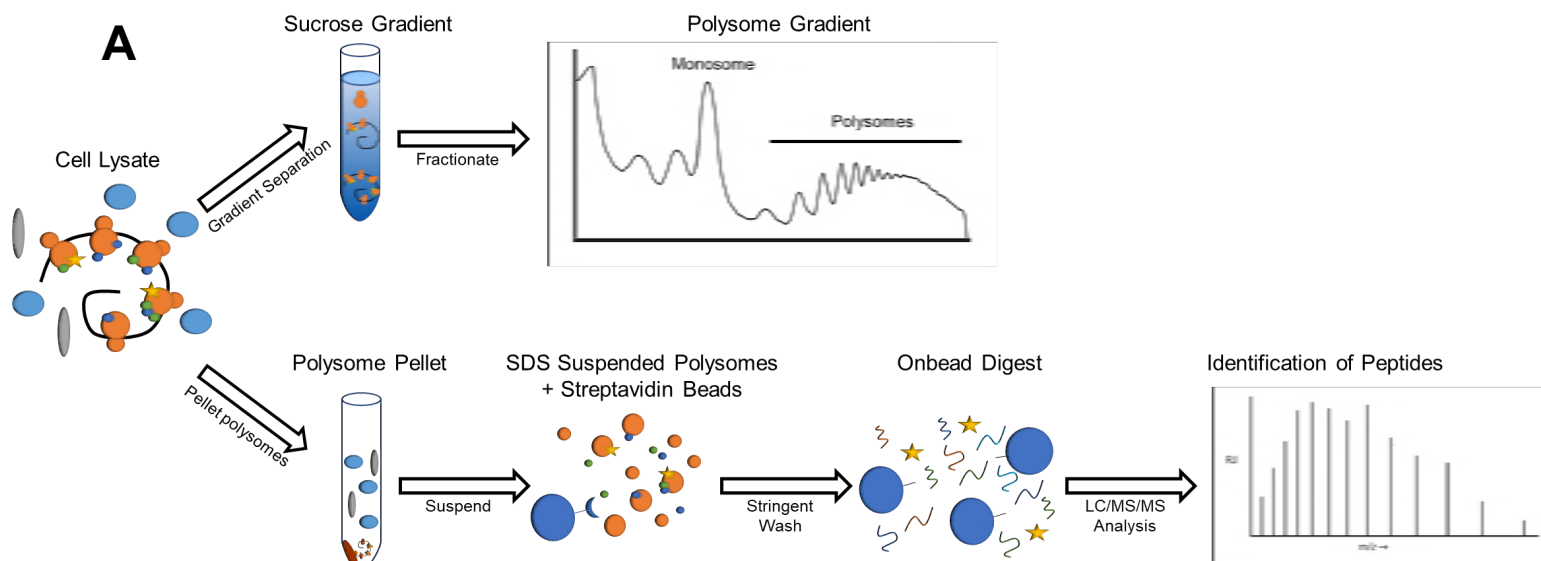 A
Sucrose Gradient
Polysome Gradient
Monosome
Polysomes
Cell Lysate
Gradient Separation
Fractionate
Pellet polysomes
Polysome Pellet
SDS Suspended Polysomes
+ Streptavidin Beads
Onbead Digest
Identification of Peptides
Suspend
Stringent
Wash
LC/MS/MS
Analysis
m/z→